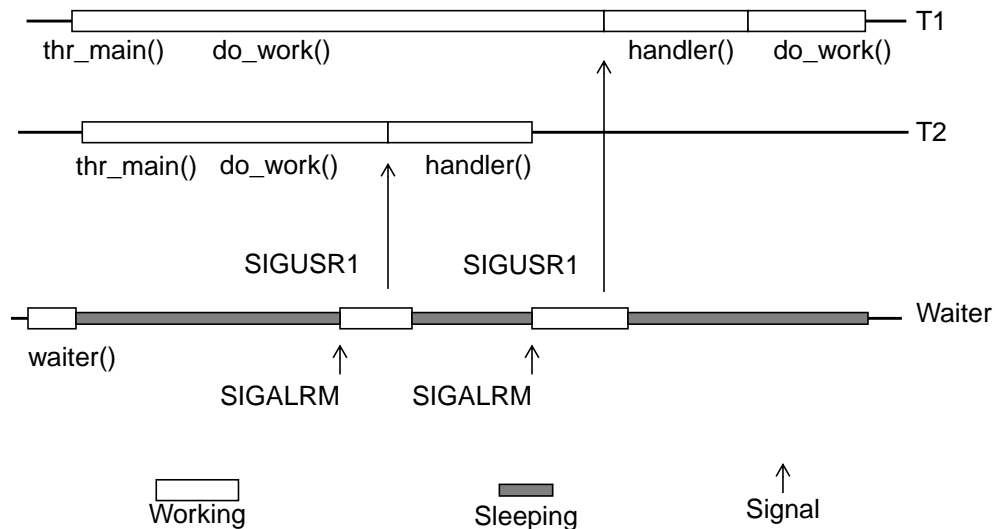 T1
thr_main() do_work() handler() do_work()
T2
thr_main() do_work() handler()
SIGUSR1 SIGUSR1
Waiter
waiter()
SIGALRM SIGALRM
Working Sleeping Signal